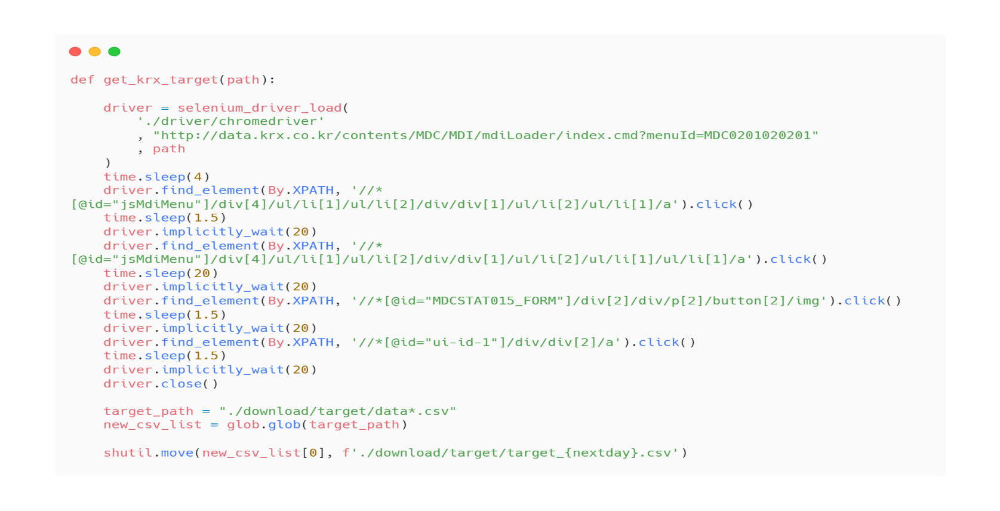 def get_krx_target(path):
    driver = selenium_driver_load(
        './driver/chromedriver'
        , "http://data.krx.co.kr/contents/MDC/MDI/mdiLoader/index.cmd?menuId=MDC0201020201"
        , path
    )
    time.sleep(4)
    driver.find_element(By.XPATH, '//*
[@id="jsMdiMenu"]/div[4]/ul/li[1]/ul/li[2]/div/div[1]/ul/li[2]/ul/li[1]/a').click()
    time.sleep(1.5)
    driver.implicitly_wait(20)
    driver.find_element(By.XPATH, '//*
[@id="jsMdiMenu"]/div[4]/ul/li[1]/ul/li[2]/div/div[1]/ul/li[2]/ul/li[1]/ul/li[1]/a').click()
    time.sleep(20)
    driver.implicitly_wait(20)
    driver.find_element(By.XPATH, '//*[@id="MDCSTAT015_FORM"]/div[2]/div/p[2]/button[2]/img').click()
    time.sleep(1.5)
    driver.implicitly_wait(20)
    driver.find_element(By.XPATH, '//*[@id="ui-id-1"]/div/div[2]/a').click()
    time.sleep(1.5)
    driver.implicitly_wait(20)
    driver.close()
    target_path = "./download/target/data*.csv"
    new_csv_list = glob.glob(target_path)
    shutil.move(new_csv_list[0], f'./download/target/target_{nextday}.csv')